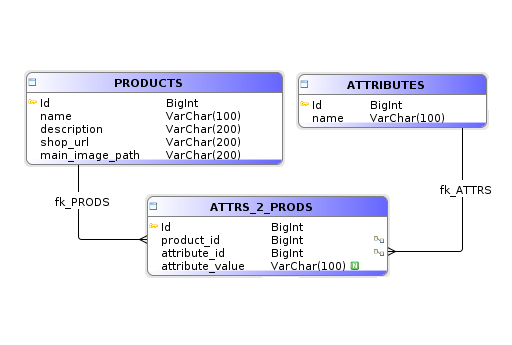 PRODUCTS
Id BigInt
name VarChar(100)
description VarChar(200)
shop_url VarChar(200)
main_image_path VarChar(200)
ATTRIBUTES
Id BigInt
name VarChar(100)
fk_PRODS
fk_ATTRS
ATTRS_2_PRODS
Id BigInt
product_id BigInt
attribute_id BigInt
attribute_value VarChar(100) N